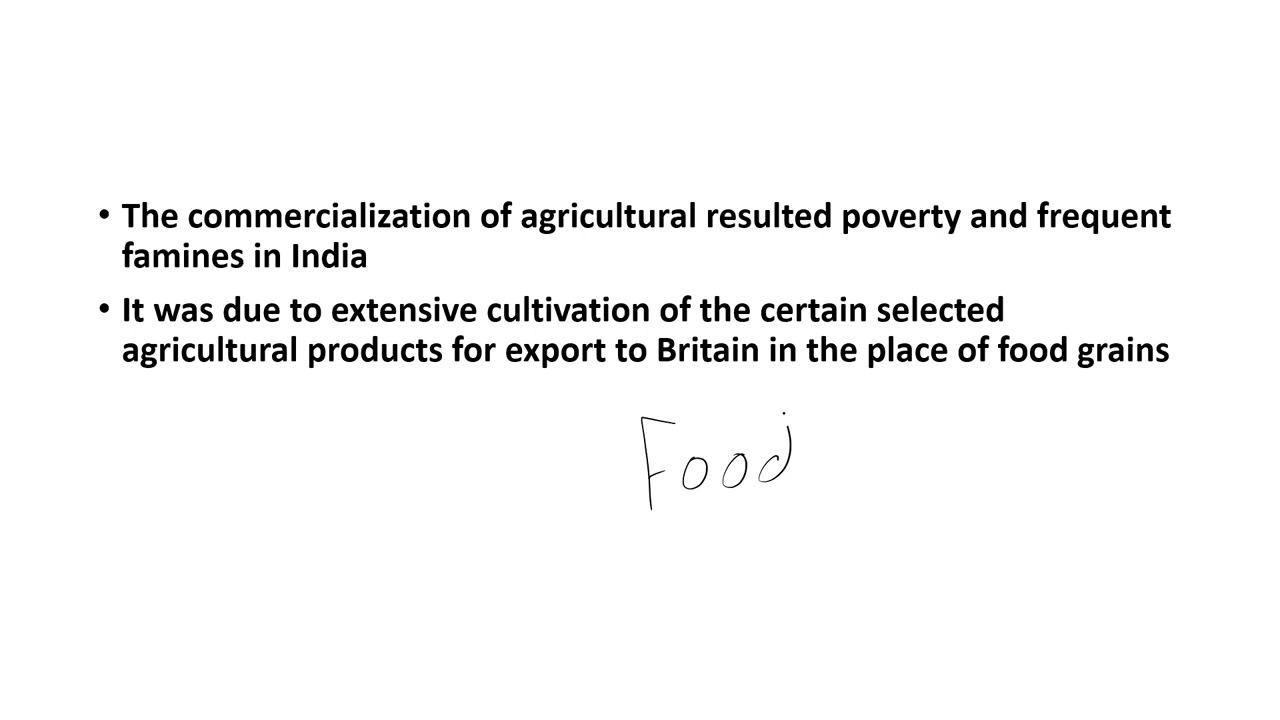 • The commercialization of agricultural resulted poverty and frequent
famines in India
• It was due to extensive cultivation of the certain selected
agricultural products for export to Britain in the place of food grains
Food